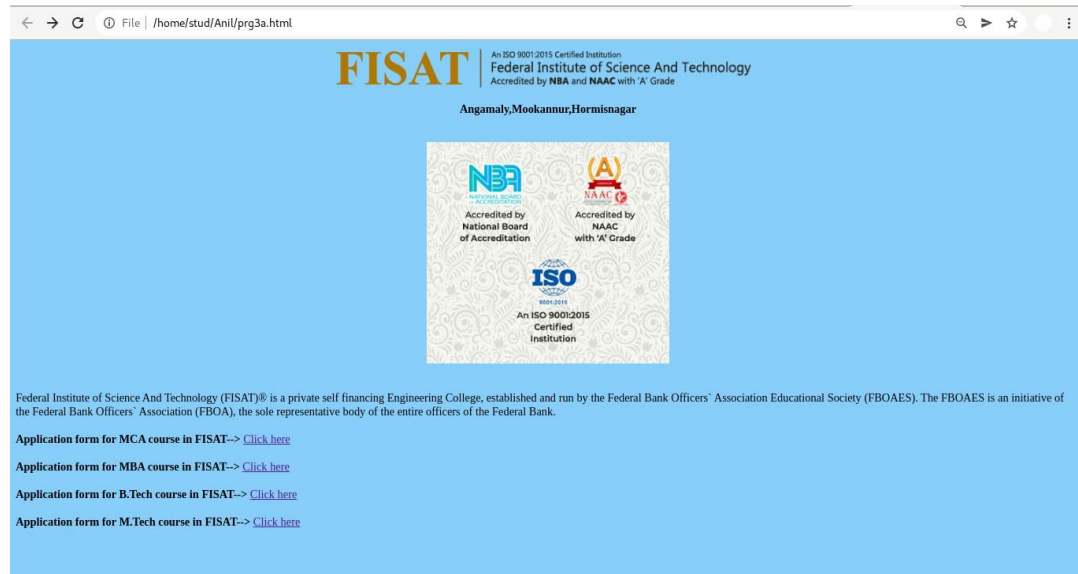 File | /home/stud/Anil/prg3a.html
FISAT
An ISO 9001:2015 Certified Institution
Federal Institute of Science And Technology
Accredited by NBA and NAAC with 'A' Grade
Angamaly,Mookannur,Hormisnagar
NBA
NATIONAL BOARD
of ACCREDITATION
Accredited by
National Board
of Accreditation
A
NAAC
Accredited by
NAAC
with 'A' Grade
ISO
9001:2015
An ISO 9001:2015
Certified
Institution
Federal Institute of Science And Technology (FISAT)® is a private self financing Engineering College, established and run by the Federal Bank Officers` Association Educational Society (FBOAES). The FBOAES is an initiative of
the Federal Bank Officers` Association (FBOA), the sole representative body of the entire officers of the Federal Bank.
Application form for MCA course in FISAT--> Click here
Application form for MBA course in FISAT--> Click here
Application form for B.Tech course in FISAT--> Click here
Application form for M.Tech course in FISAT--> Click here